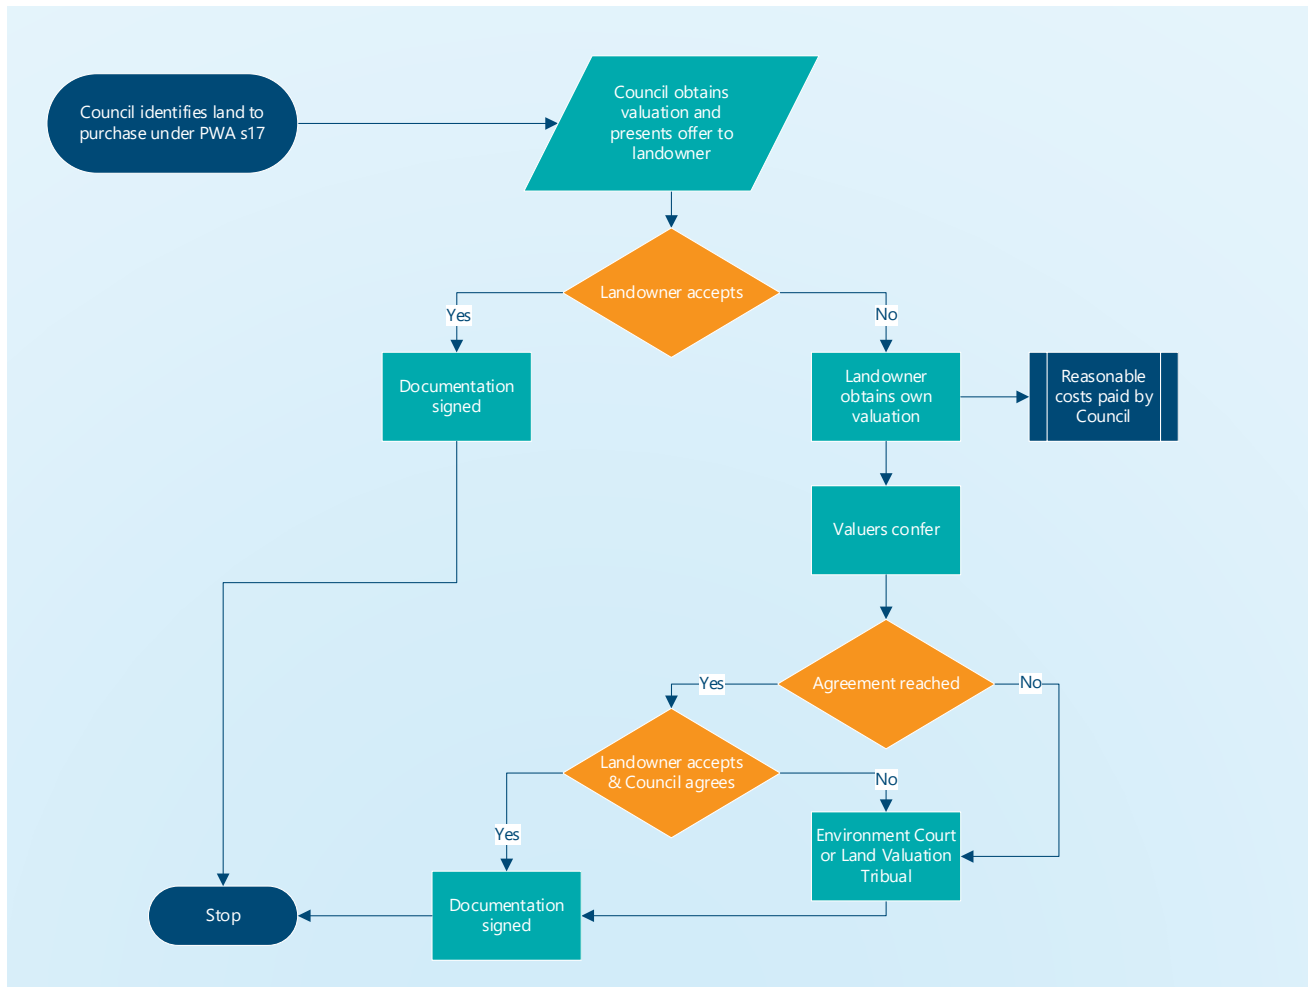 Council identifies land to
purchase under PWA s17
Council obtains
valuation and
presents offer to
landowner
Landowner accepts
Yes
No
Documentation
signed
Landowner
obtains own
valuation
Reasonable
costs paid by
Council
Valuers confer
Agreement reached
Yes
No
Landowner accepts
& Council agrees
No
Yes
Environment Court
or Land Valuation
Tribual
Documentation
signed
Stop